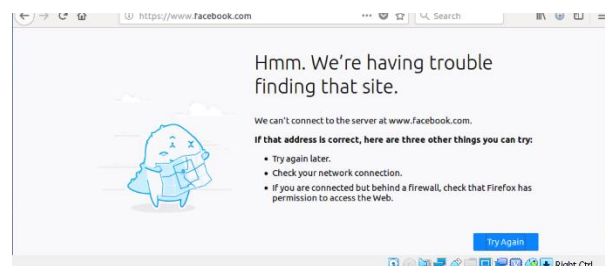 https://www.facebook.com
Search
Hmm. We're having trouble
finding that site.
We can't connect to the server at www.facebook.com.
If that address is correct, here are three other things you can try:
• Try again later.
• Check your network connection.
• If you are connected but behind a firewall, check that Firefox has
permission to access the Web.
Try Again
Right Ctrl